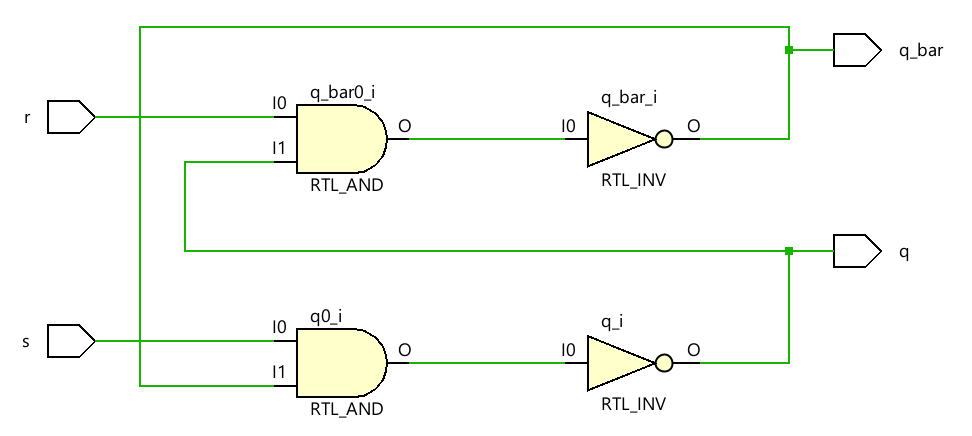 q_bar
q_bar0_i
q_bar_i
r
I0
O
I0
O
I1
RTL_AND
RTL_INV
q
q0_i
q_i
s
I0
O
I0
O
I1
RTL_AND
RTL_INV